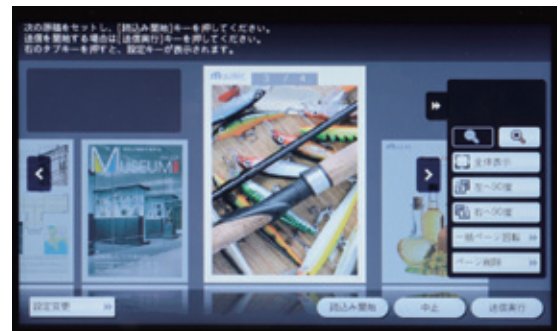 次の原稿をセットし、[読込み開始]キーを押してください。
送信を開始する場合は[送信実行]キーを押してください。
右のタブキーを押すと、設定キーが表示されます。
3 / 4
MUSEUM
全体表示
左へ90度
右へ90度
一括ページ回転
ページ削除
設定変更
読込み開始
中止
送信実行